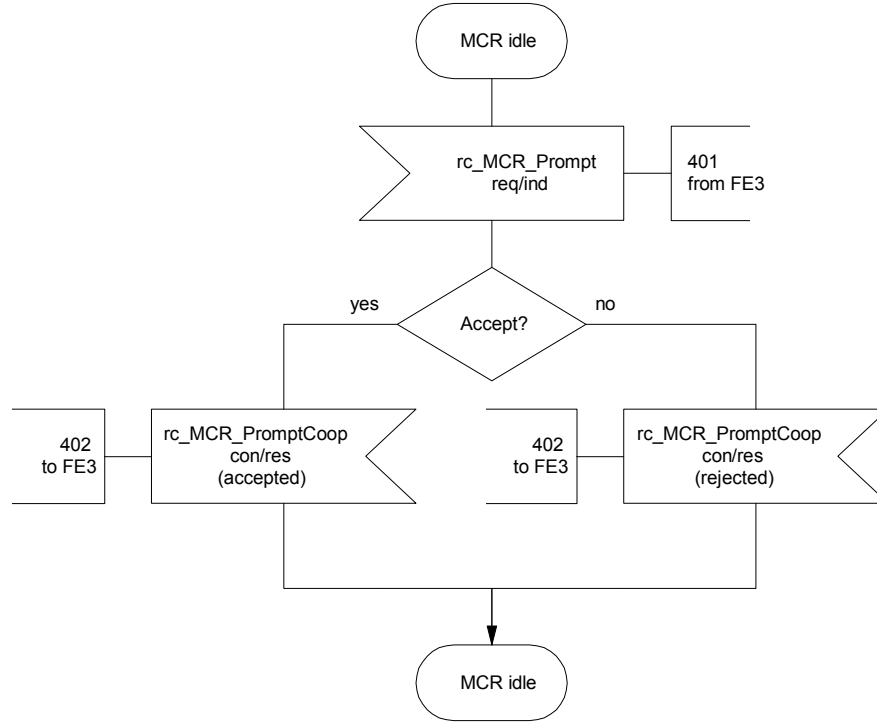 MCR idle
rc_MCR_Prompt
req/ind
401
from FE3
yes
no
Accept?
402
to FE3
rc_MCR_PromptCoop
con/res
(accepted)
402
to FE3
rc_MCR_PromptCoop
con/res
(rejected)
MCR idle